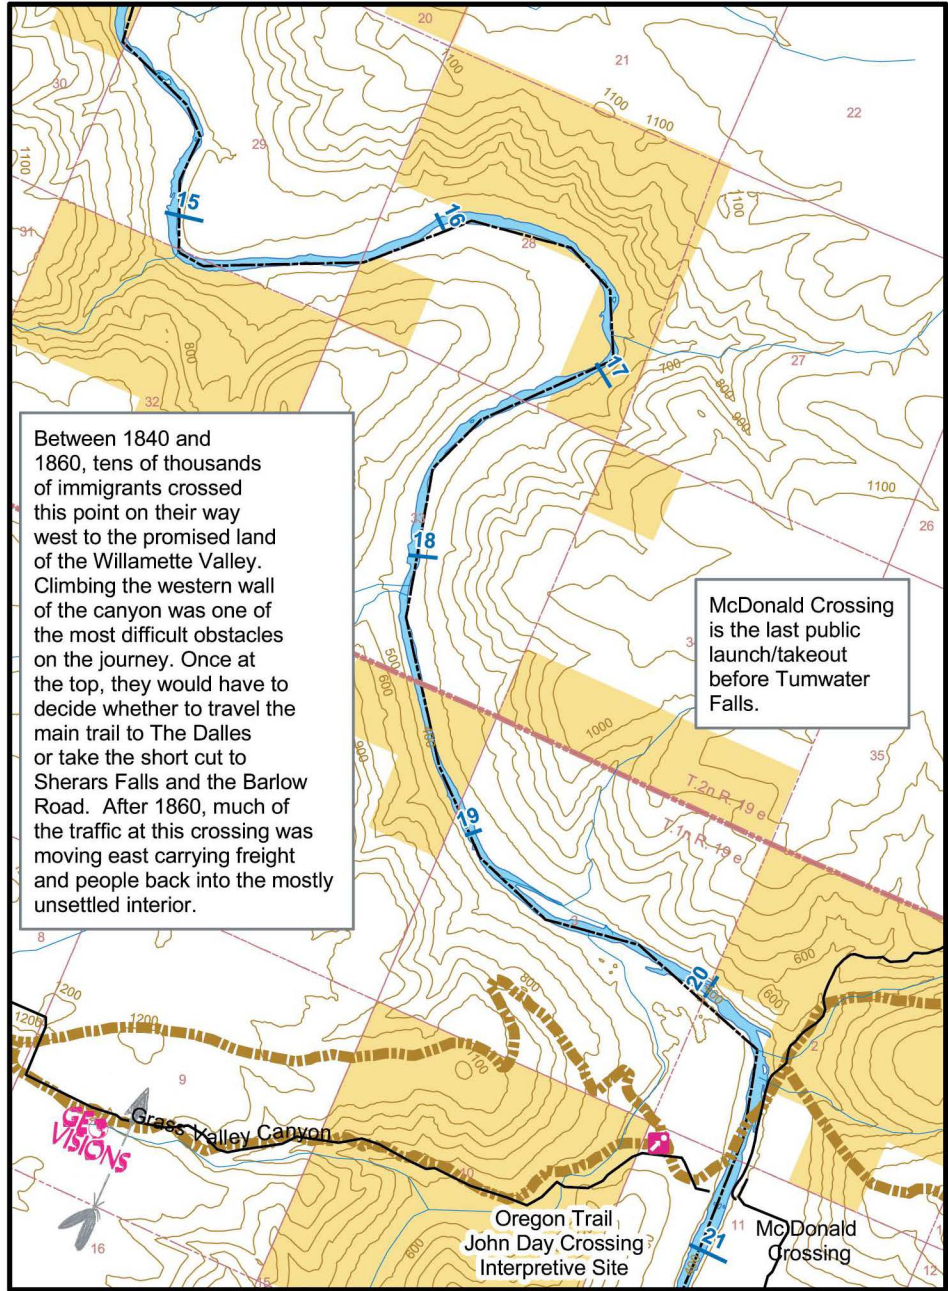 20
1100
21
30
1100
1100
22
29
1100
15
16
1100
31
28
27
17
700
800
800
900
32
1100
26
33
18
Between 1840 and
1860, tens of thousands
of immigrants crossed
this point on their way
west to the promised land
of the Willamette Valley.
Climbing the western wall
of the canyon was one of
the most difficult obstacles
on the journey. Once at
the top, they would have to
decide whether to travel the
main trail to The Dalles
or take the short cut to
Sherars Falls and the Barlow
Road.  After 1860, much of
the traffic at this crossing was
moving east carrying freight
and people back into the mostly
unsettled interior.
McDonald Crossing
is the last public
launch/takeout
before Tumwater
Falls.
500
600
900
1000
35
T.2n R. 19 e
T.1n R. 19 e
19
8
600
20
600
800
1200
1200
1200
2
9
GEO
VISIONS
Grass Valley Canyon
10
Oregon Trail
John Day Crossing
Interpretive Site
11
McDonald
Crossing
21
16
600
15
12